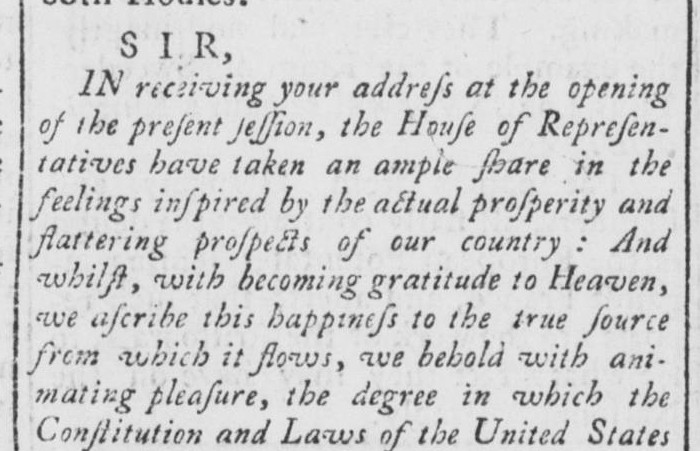 S I R,
IN receiving your addreſs at the opening
of the preſent ſeſſion, the Houſe of Repreſen-
tatives have taken an ample ſhare in the
feelings inſpired by the actual proſperity and
flattering proſpects of our country : And
whilſt, with becoming gratitude to Heaven,
we aſcribe this happineſs to the true ſource
from which it flows, we behold with ani-
mating pleaſure, the degree in which the
Conſtitution and Laws of the United States